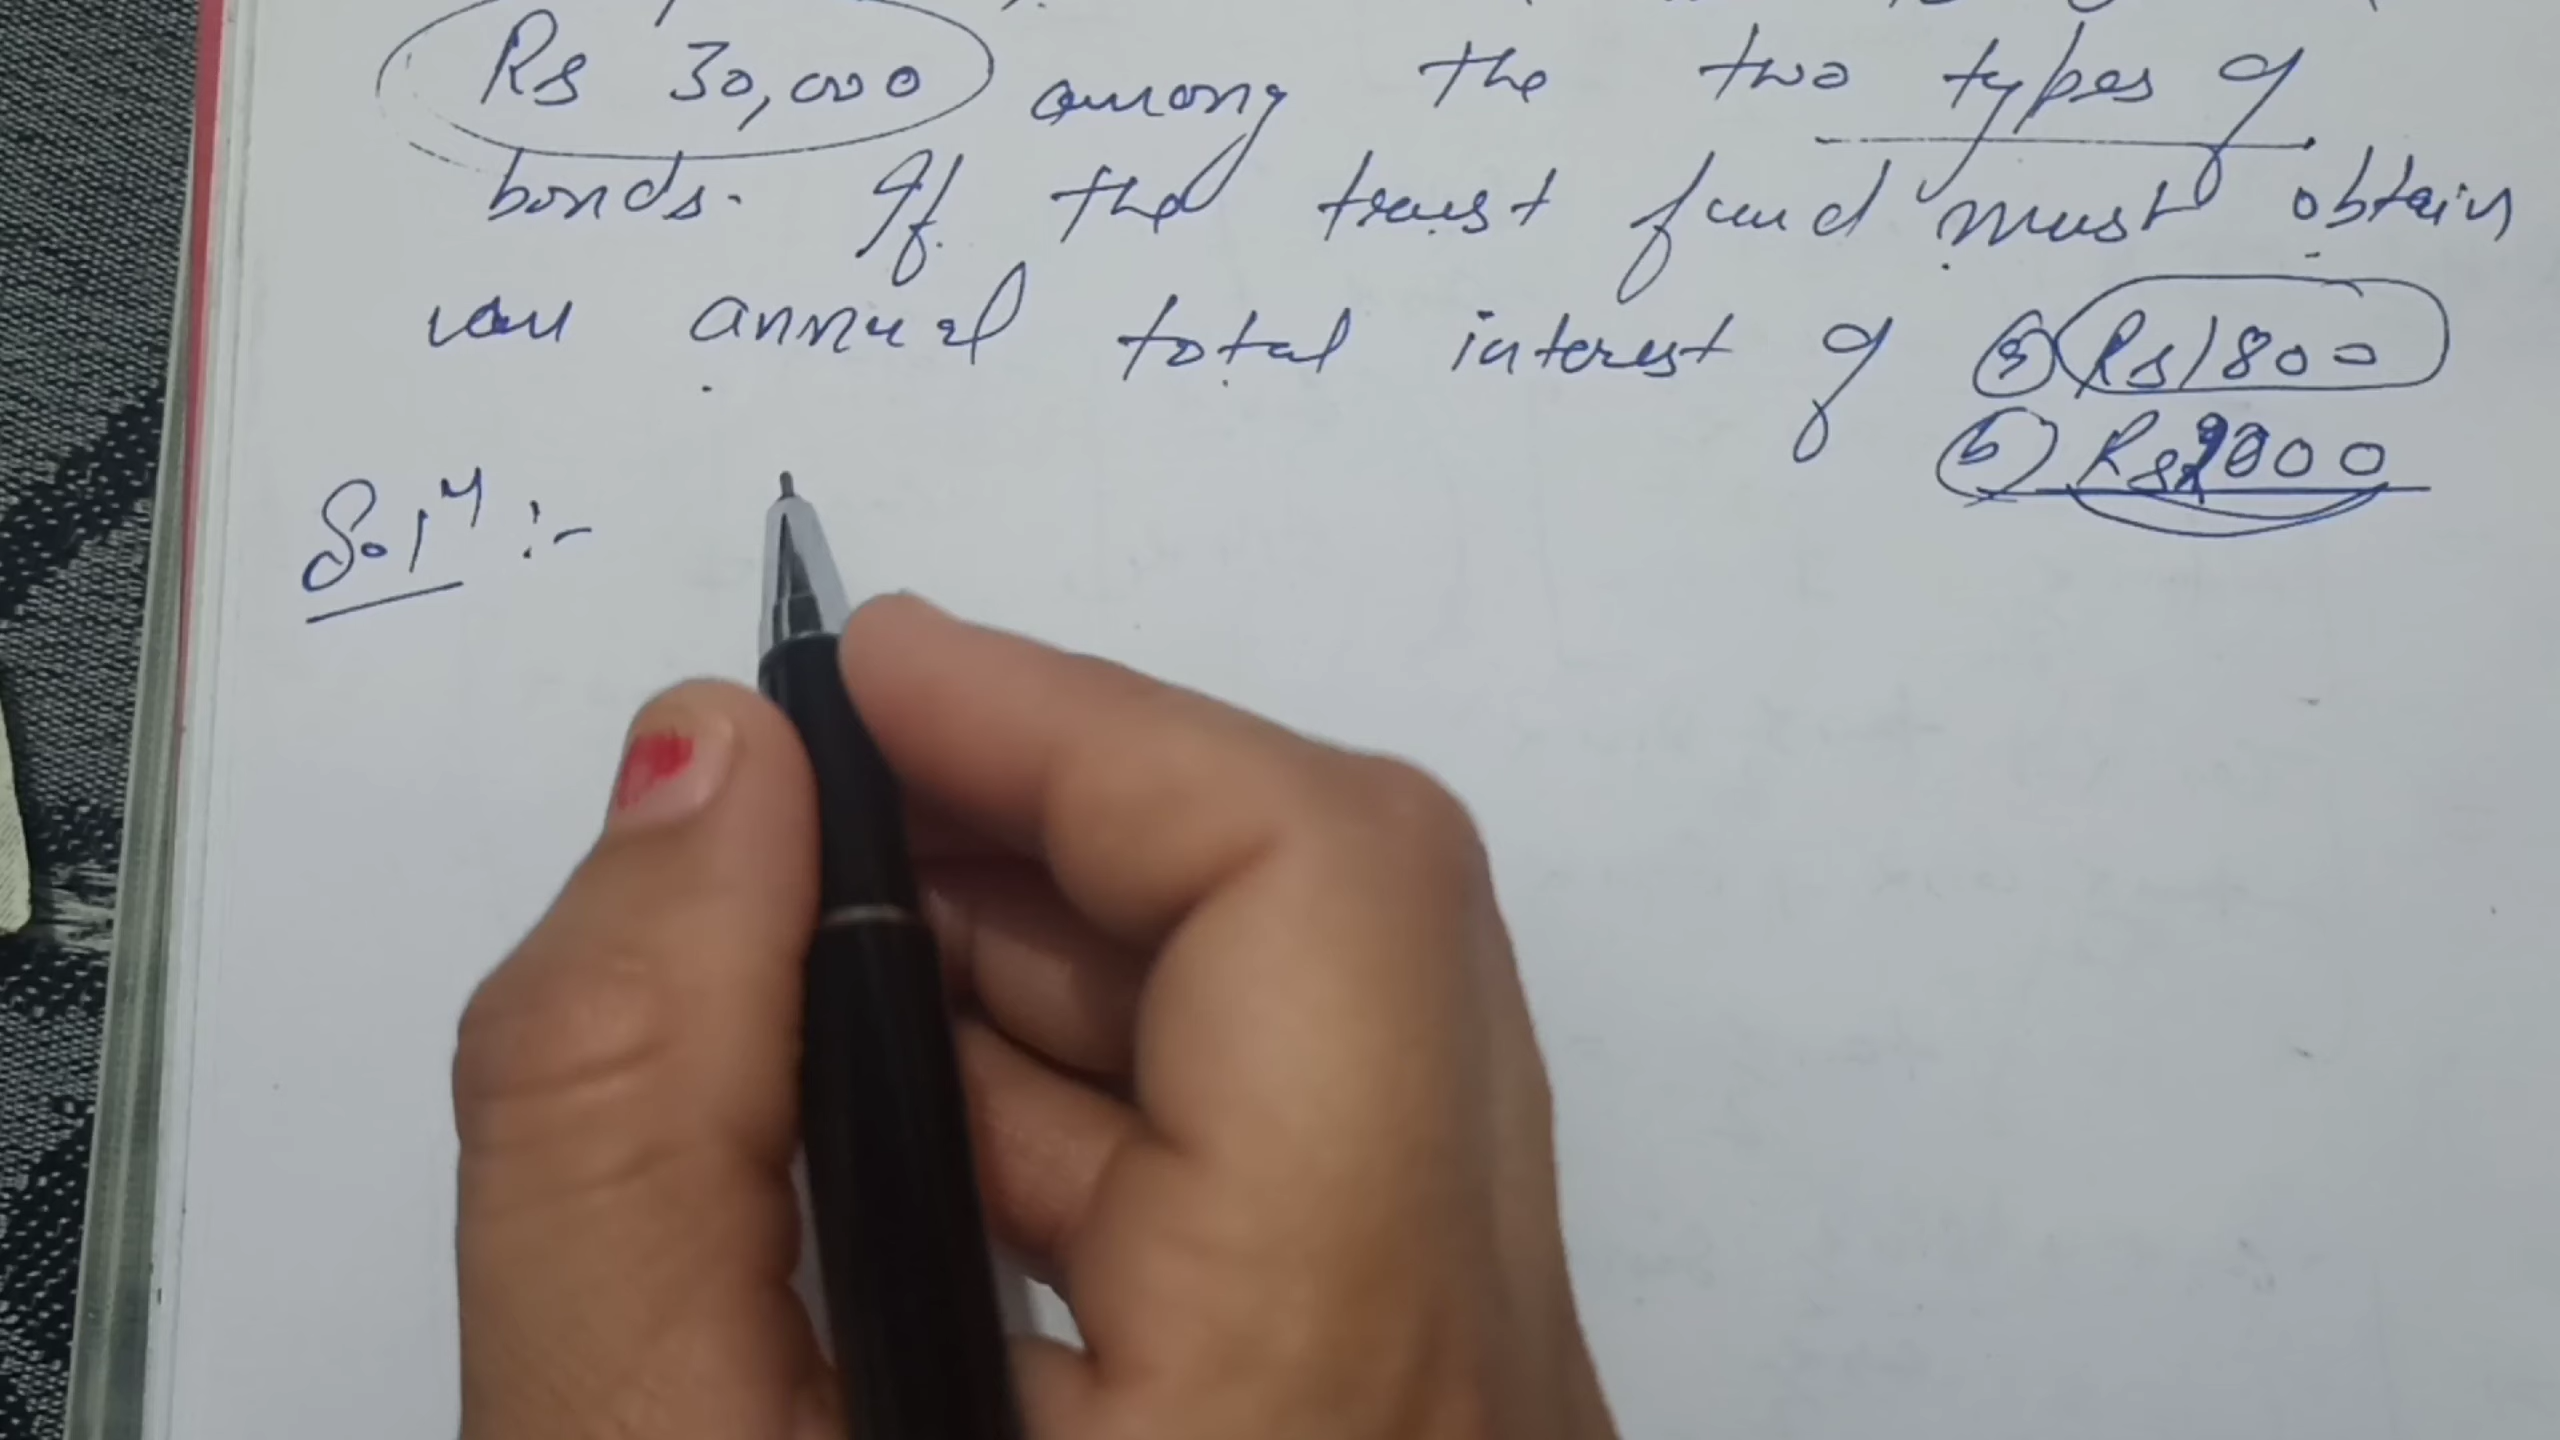 Rs 30,000 among the two types of
bonds. If the trust fund must obtain
an annual total interest of (a) Rs 1800
(b) Rs 2000
Solⁿ :-